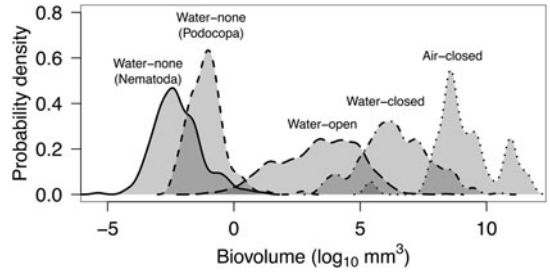 Water−none
(Podocopa)
Water−none
(Nematoda)
Air−closed
Water−closed
Water−open
Probability density
0.8
0.6
0.4
0.2
0.0
−5
0
5
10
Biovolume (log10 mm3)